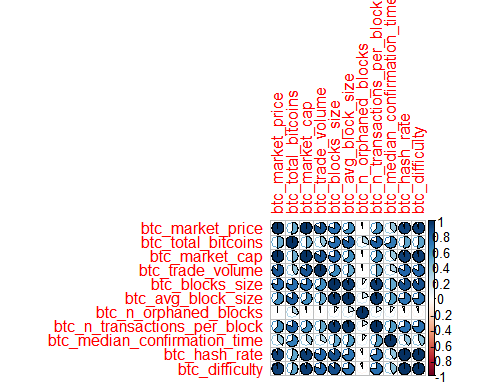 btc_market_price
btc_total_bitcoins
btc_market_cap
btc_trade_volume
btc_blocks_size
btc_avg_block_size
btc_n_orphaned_blocks
btc_n_transactions_per_block
btc_median_confirmation_time
btc_hash_rate
btc_difficulty
btc_market_price
btc_total_bitcoins
btc_market_cap
btc_trade_volume
btc_blocks_size
btc_avg_block_size
btc_n_orphaned_blocks
btc_n_transactions_per_block
btc_median_confirmation_time
btc_hash_rate
btc_difficulty
1
0.8
0.6
0.4
0.2
0
-0.2
-0.4
-0.6
-0.8
-1